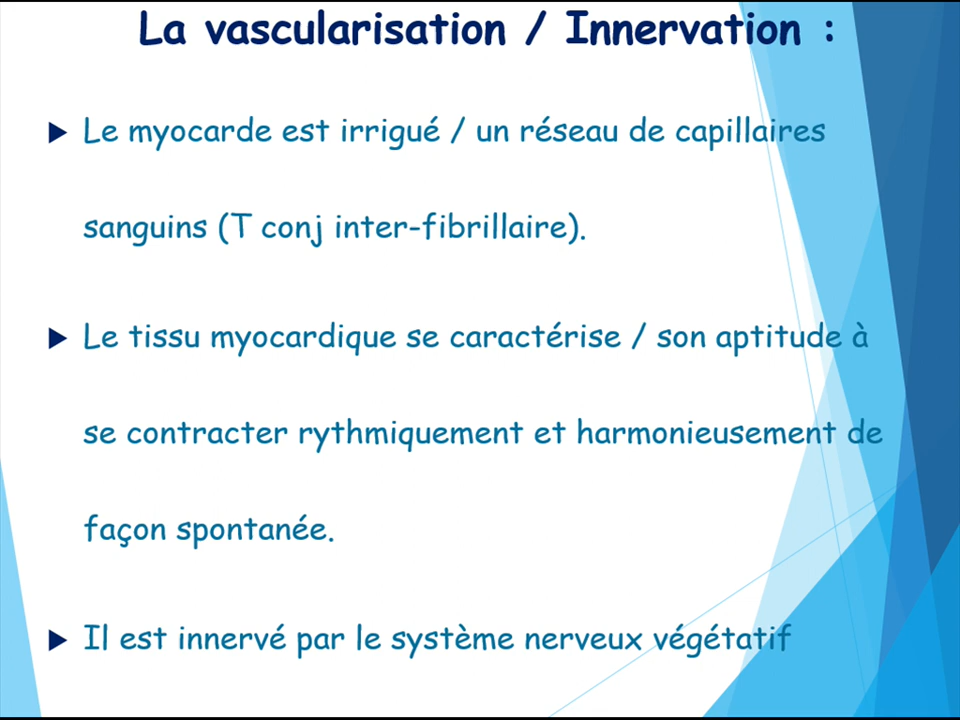 La vascularisation / Innervation :
Le myocarde est irrigué / un réseau de capillaires
sanguins (T conj inter-fibrillaire).
Le tissu myocardique se caractérise / son aptitude à
se contracter rythmiquement et harmonieusement de
façon spontanée.
Il est innervé par le système nerveux végétatif